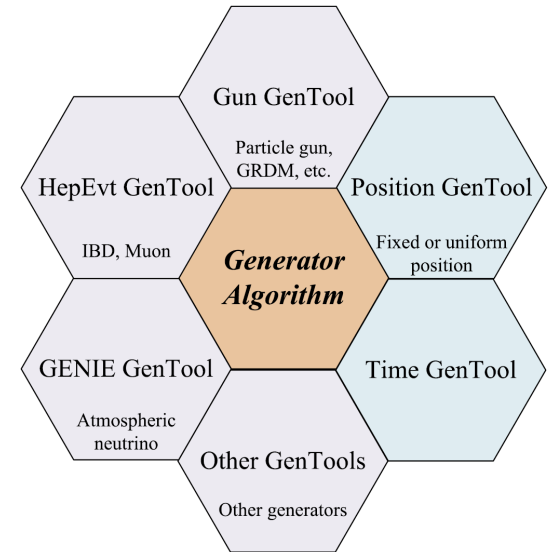 Gun GenTool
Particle gun,
GRDM, etc.
HepEvt GenTool
IBD, Muon
Position GenTool
Fixed or uniform
position
Generator
Algorithm
GENIE GenTool
Atmospheric
neutrino
Time GenTool
Other GenTools
Other generators